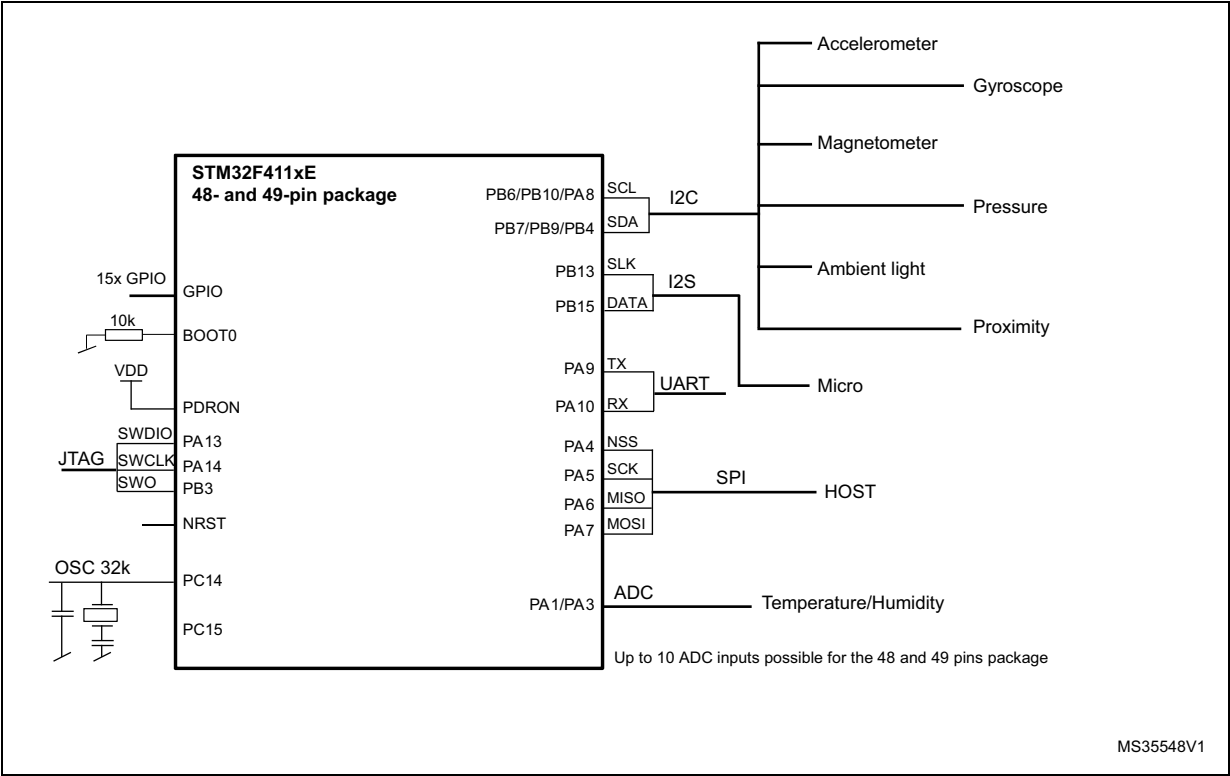 STM32F411xE
48- and 49-pin package
15x GPIO
GPIO
10k
BOOT0
VDD
PDRON
JTAG
SWDIO
PA13
SWCLK
PA14
SWO
PB3
NRST
OSC 32k
PC14
PC15
PB6/PB10/PA8
SCL
PB7/PB9/PB4
SDA
I2C
Accelerometer
Gyroscope
Magnetometer
Pressure
Ambient light
Proximity
PB13
SLK
PB15
DATA
I2S
Micro
PA9
TX
PA10
RX
UART
PA4
NSS
PA5
SCK
PA6
MISO
PA7
MOSI
SPI
HOST
PA1/PA3
ADC
Temperature/Humidity
Up to 10 ADC inputs possible for the 48 and 49 pins package
MS35548V1